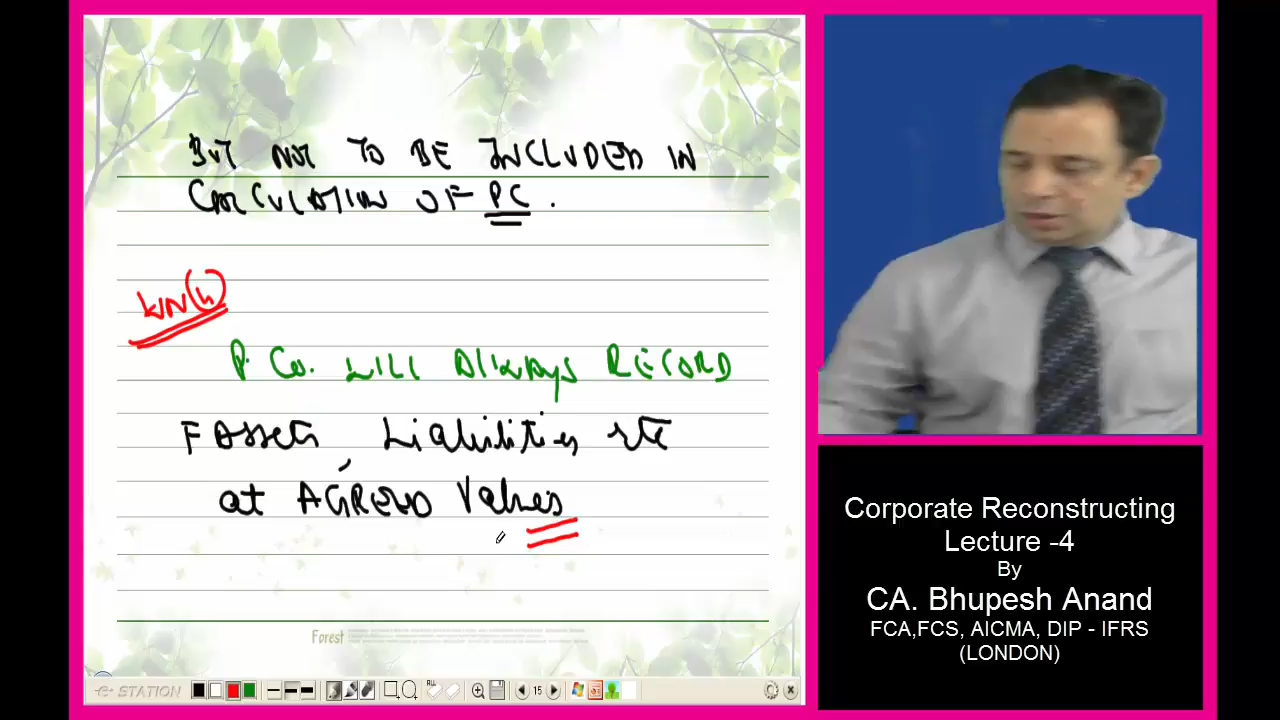 BUT NOT TO BE INCLUDED IN
CALCULATION OF PC.
WN(4)
P. Co. WILL Always RECORD
Assets, Liabilities etc
at AGREED Values
Forest
e-STATION
15
Corporate Reconstructing
Lecture -4
By
CA. Bhupesh Anand
FCA,FCS, AICMA, DIP - IFRS
(LONDON)